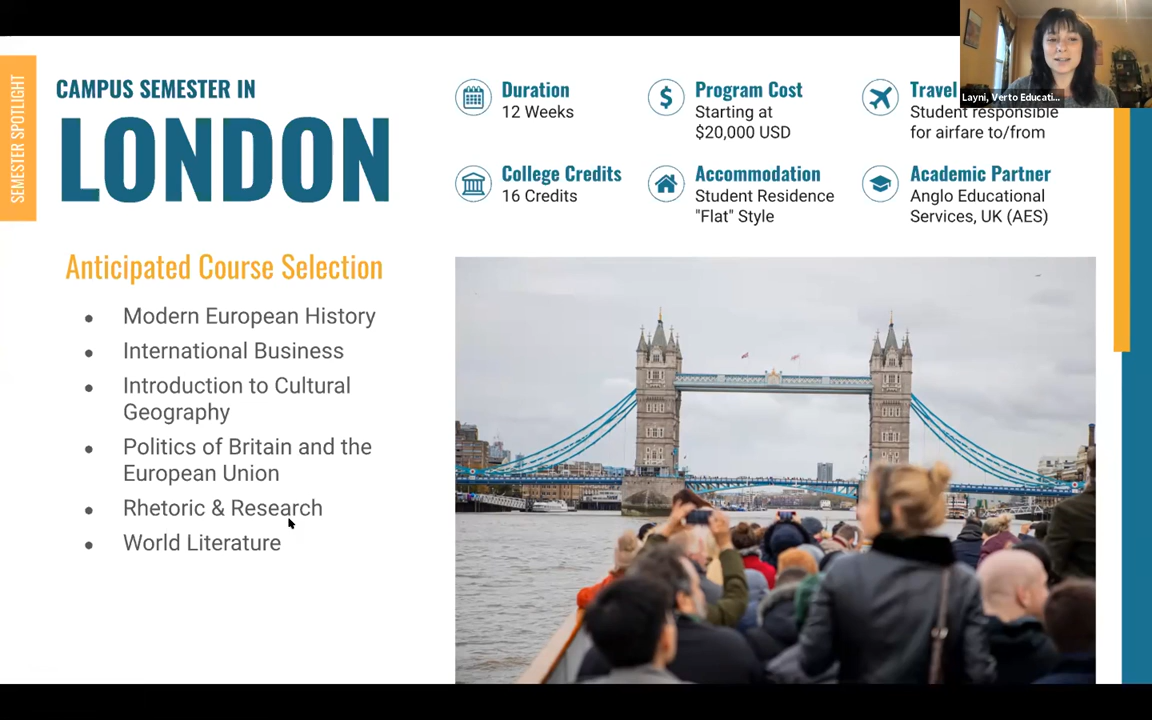 SEMESTER SPOTLIGHT
CAMPUS SEMESTER IN
LONDON
Duration
12 Weeks
Program Cost
Starting at
$20,000 USD
Travel
Student responsible
for airfare to/from
College Credits
16 Credits
Accommodation
Student Residence
"Flat" Style
Academic Partner
Anglo Educational
Services, UK (AES)
Layni, Verto Educati...
Anticipated Course Selection
• Modern European History
• International Business
• Introduction to Cultural
Geography
• Politics of Britain and the
European Union
• Rhetoric & Research
• World Literature